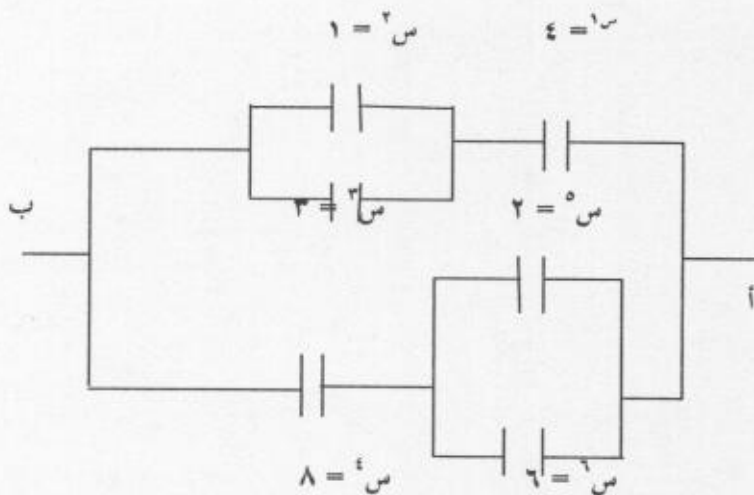 س١ = ٤
س٢ = ١
س٣ = ٣
س٥ = ٢
ب
أ
س٤ = ٨
س٦ = ٦